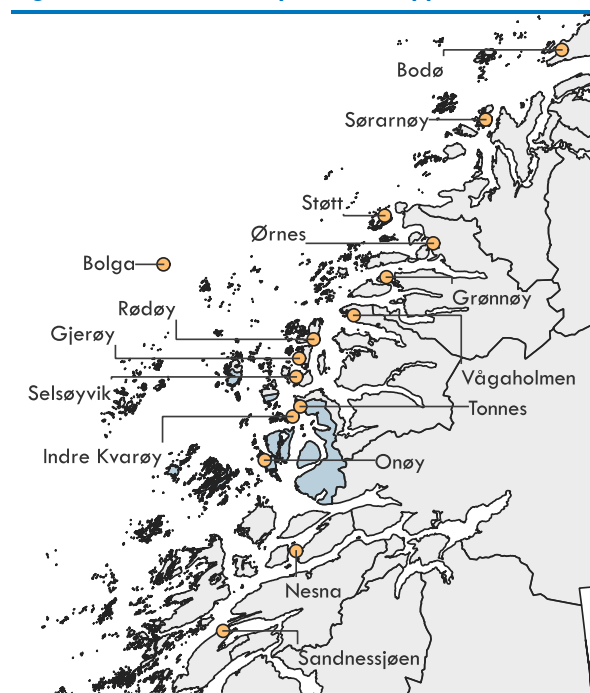 Bodø
Sørarnøy
Støtt
Ørnes
Bolga
Grønnøy
Rødøy
Gjerøy
Vågaholmen
Selsøyvik
Tonnes
Indre Kvarøy
Onøy
Nesna
Sandnessjøen